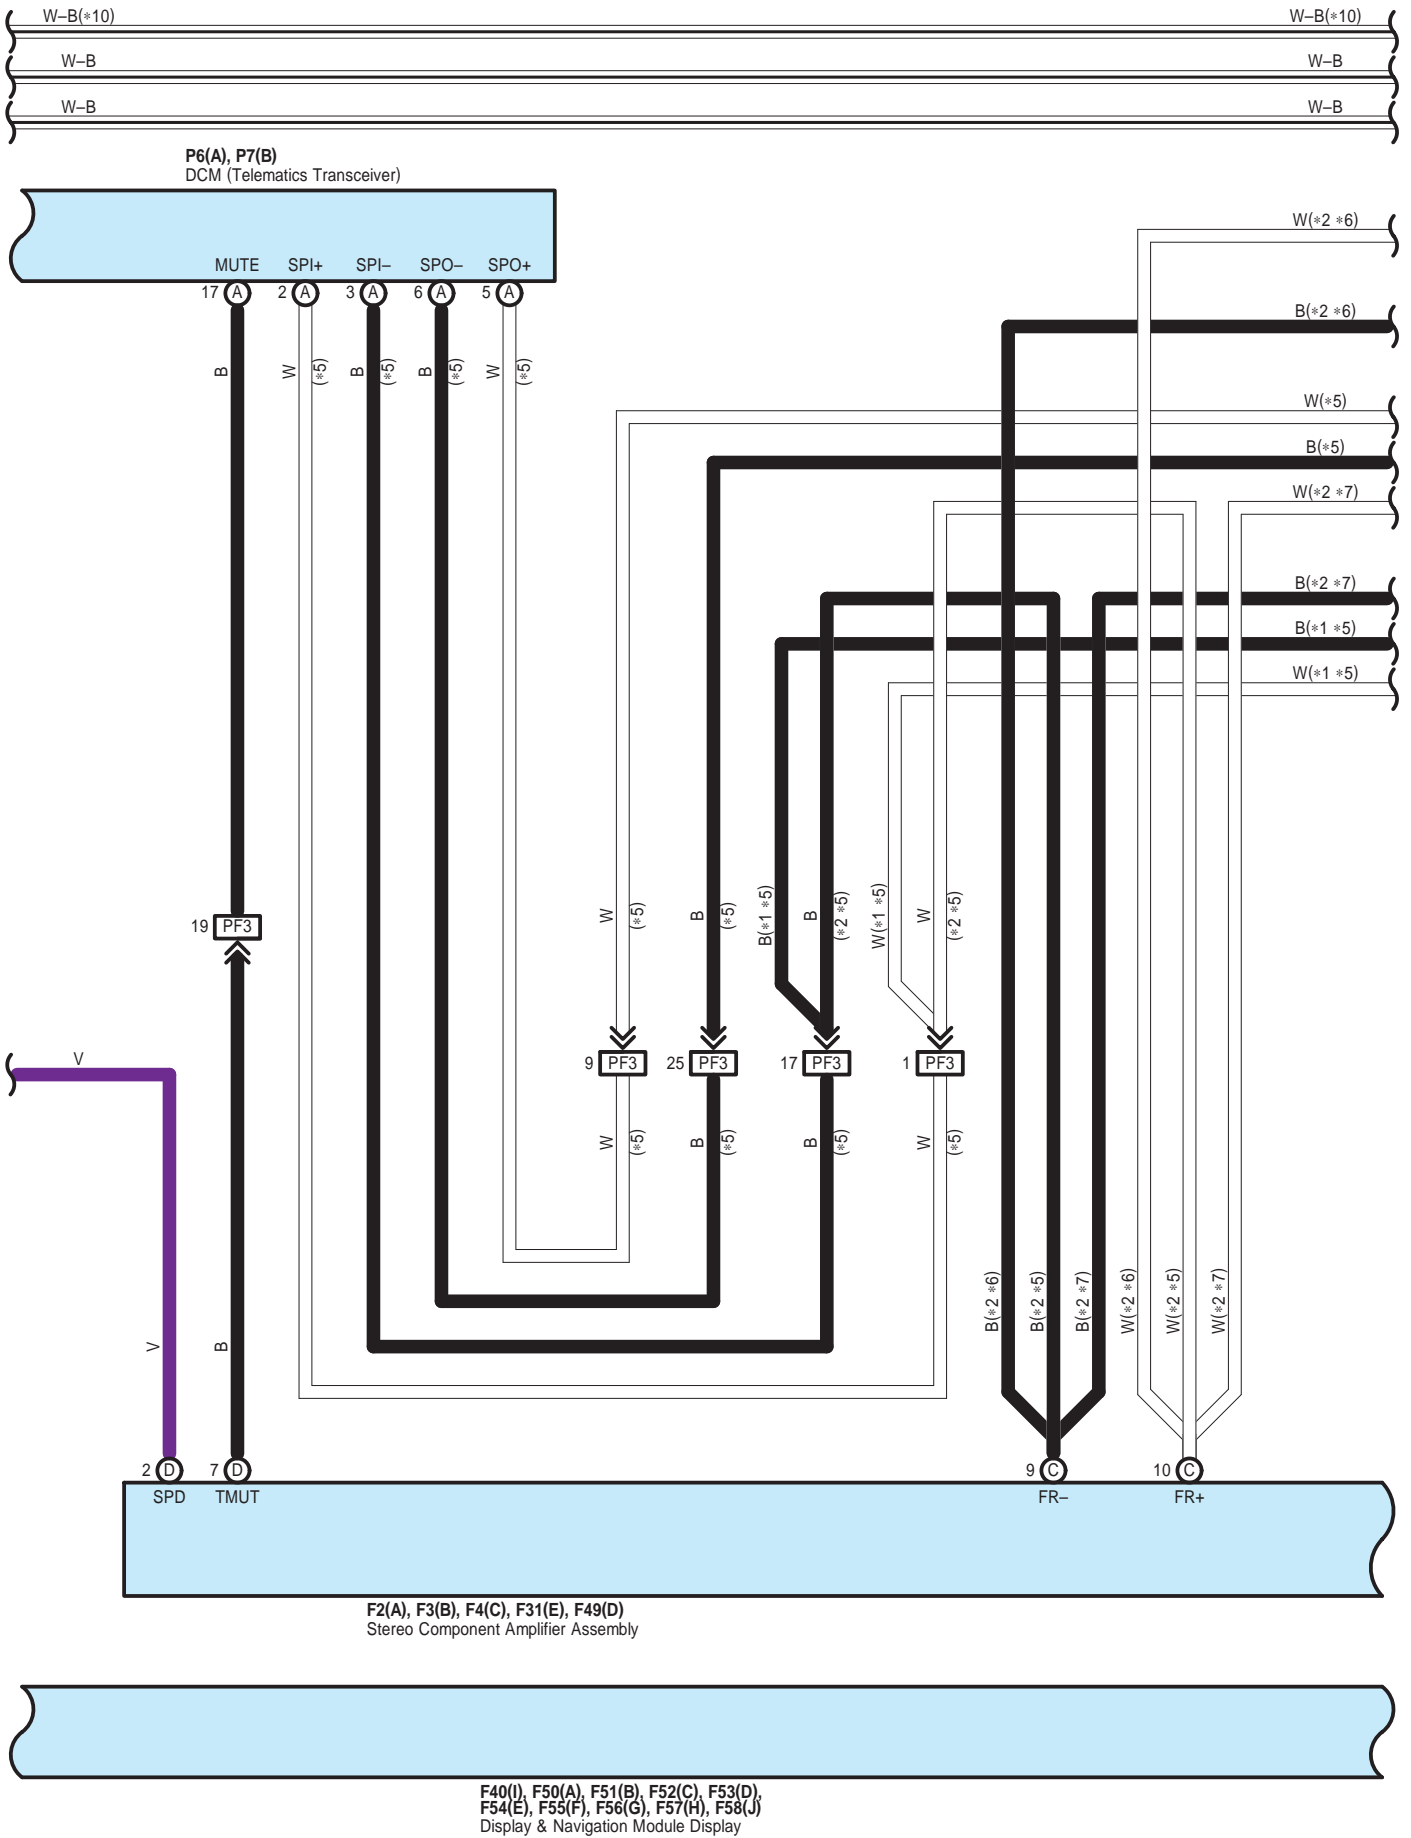 W–B(*10) W–B(*10)
W–B W–B
W–B W–B
P6(A), P7(B)
DCM (Telematics Transceiver)
W(*2 *6)
MUTE SPI+ SPI– SPO– SPO+
17 A 2 A 3 A 6 A 5 A
B(*2 *6)
B W (*5) B (*5) B (*5) W (*5)
W(*5)
B(*5)
W(*2 *7)
B(*2 *7)
B(*1 *5)
W(*1 *5)
W (*5) B (*5) B(*1 *5) B (*2 *5) W(*1 *5) W (*2 *5)
19 PF3
V
9 PF3 25 PF3 17 PF3 1 PF3
W (*5) B (*5) B (*5) W (*5)
B(*2 *6) B(*2 *5) B(*2 *7) W(*2 *6) W(*2 *5) W(*2 *7)
V B
2 D 7 D 9 C 10 C
SPD TMUT FR– FR+
F2(A), F3(B), F4(C), F31(E), F49(D)
Stereo Component Amplifier Assembly
F40(I), F50(A), F51(B), F52(C), F53(D),
F54(E), F55(F), F56(G), F57(H), F58(J)
Display & Navigation Module Display